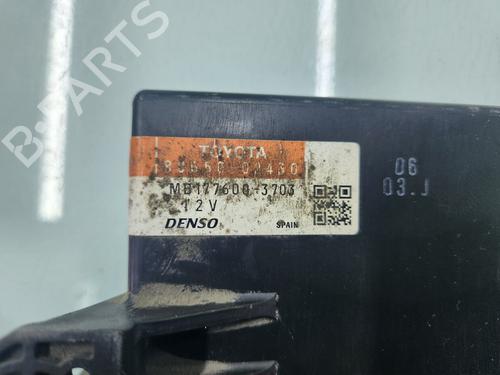 B-PARTS
TOYOTA
MB177600-3703
12V
DENSO
SPAIN
06
03.J